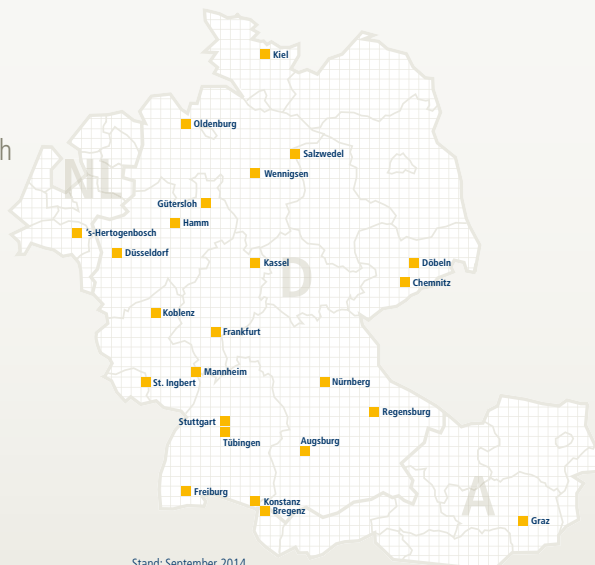 Kiel
Oldenburg
h
Salzwedel
NL
Wennigsen
Gütersloh
Hamm
's-Hertogenbosch
Düsseldorf
Kassel
D
Döbeln
Chemnitz
Koblenz
Frankfurt
Mannheim
St. Ingbert
Nürnberg
Regensburg
Stuttgart
Tübingen
Augsburg
Freiburg
A
Konstanz
Bregenz
Graz
Stand: September 2014